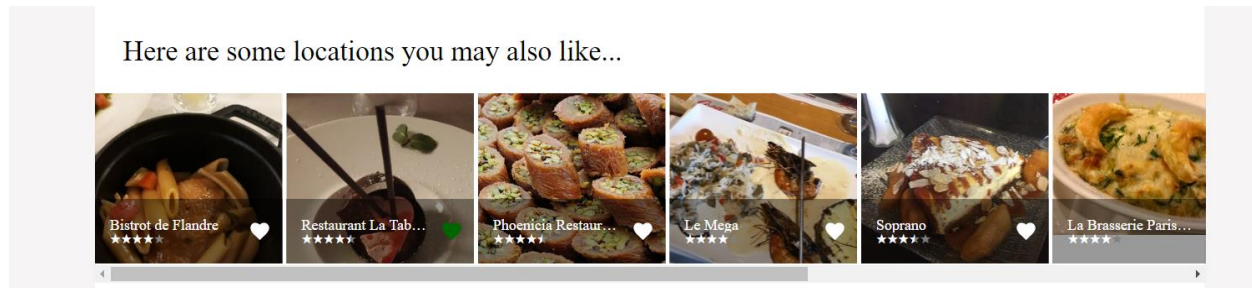 Here are some locations you may also like...
Bistrot de Flandre
Restaurant La Tab...
Phoenicia Restaur...
Le Mega
Soprano
La Brasserie Paris...